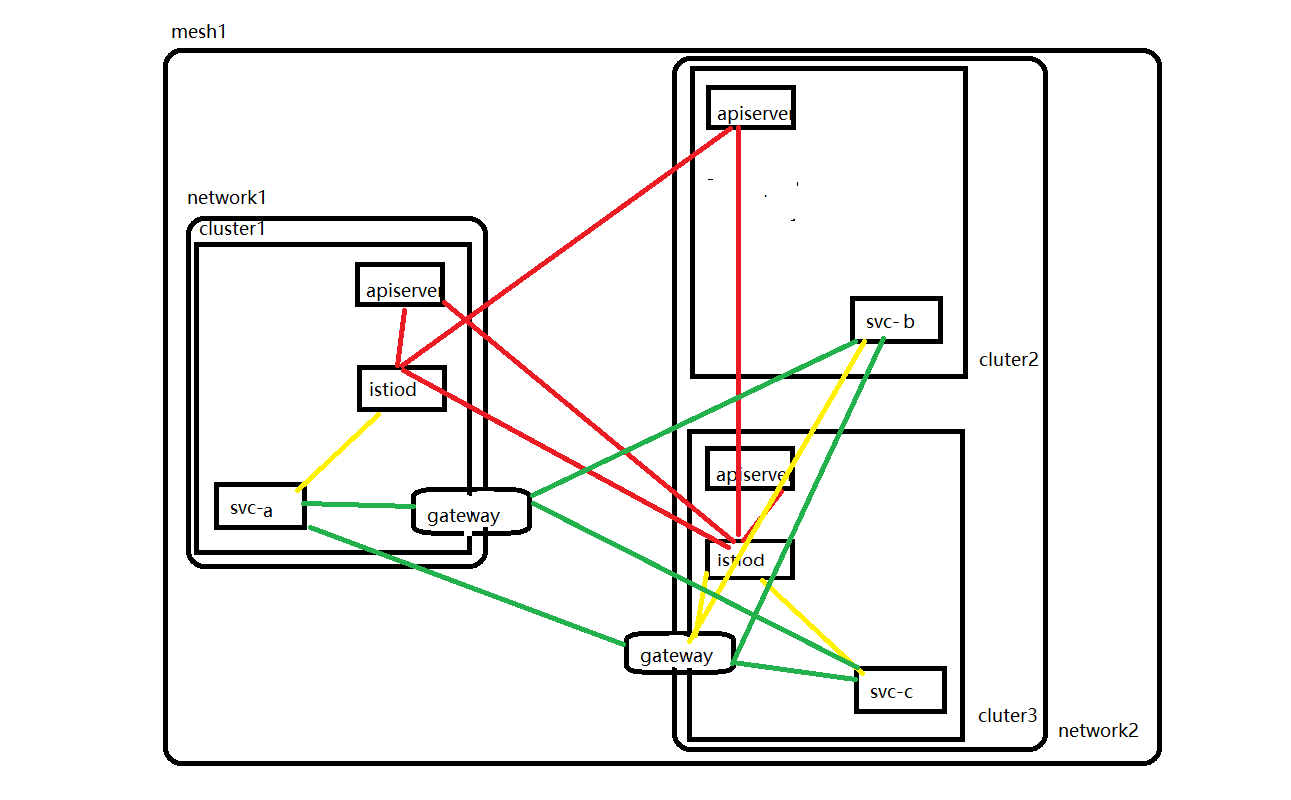 mesh1
network1
cluster1
apiserver
istiod
svc-a
gateway
apiserver
svc-b
cluter2
apiserver
istiod
gateway
svc-c
cluter3
network2